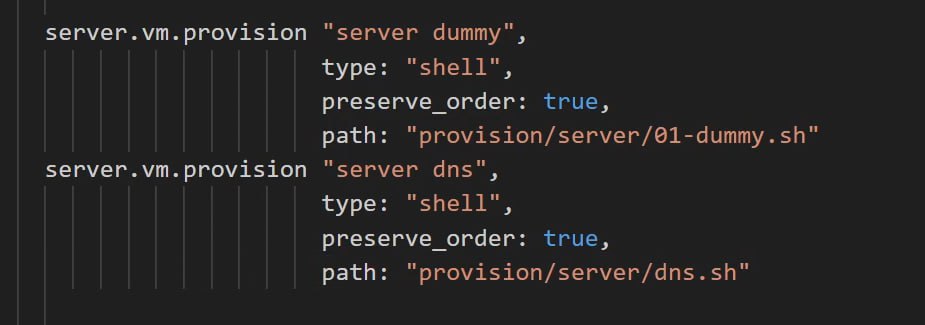 server.vm.provision "server dummy",
type: "shell",
preserve_order: true,
path: "provision/server/01-dummy.sh"
server.vm.provision "server dns",
type: "shell",
preserve_order: true,
path: "provision/server/dns.sh"